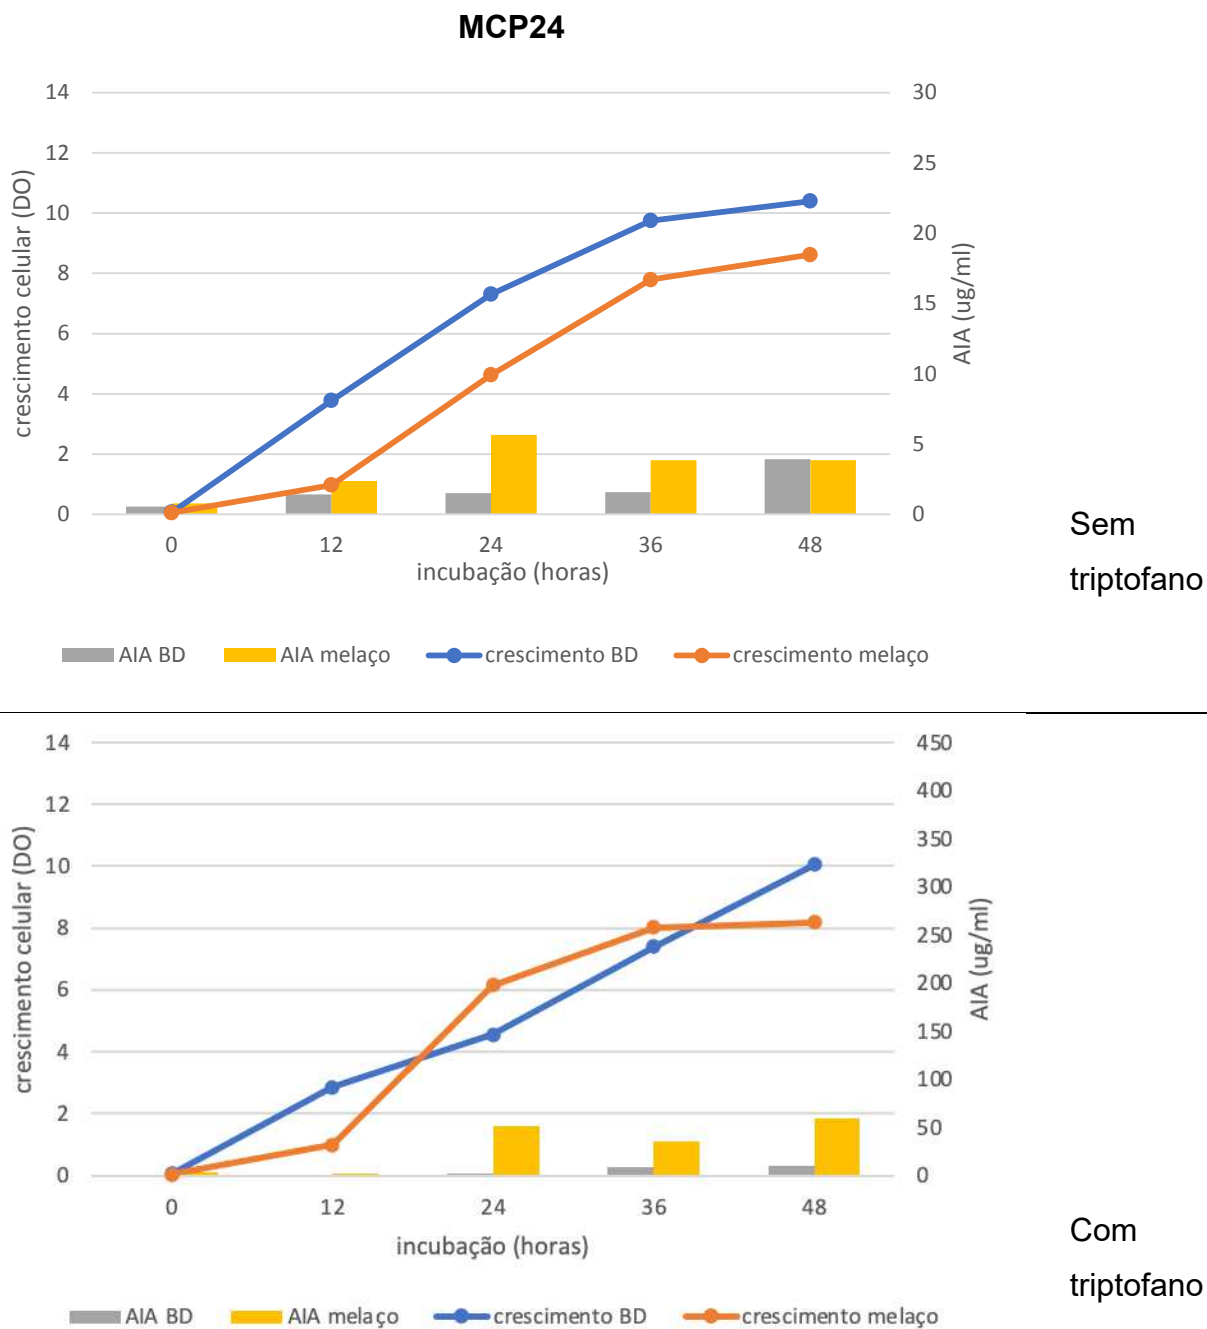 MCP24
14
12
10
8
6
4
2
0
crescimento celular (DO)
30
25
20
15
10
5
0
AIA (ug/ml)
0 12 24 36 48
incubação (horas)
AIA BD AIA melaço crescimento BD crescimento melaço
Sem
triptofano
14
12
10
8
6
4
2
0
crescimento celular (DO)
450
400
350
300
250
200
150
100
50
0
AIA (ug/ml)
0 12 24 36 48
incubação (horas)
AIA BD AIA melaço crescimento BD crescimento melaço
Com
triptofano